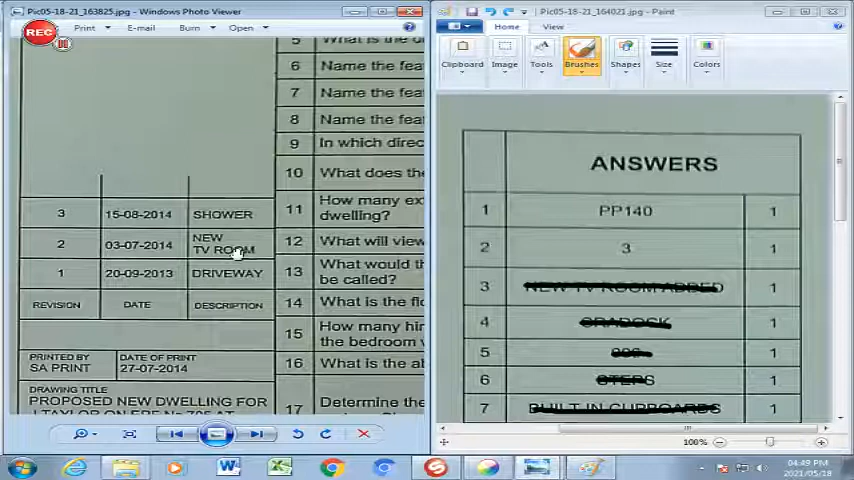 Pic05-18-21_163825.jpg - Windows Photo Viewer
REC
Print E-mail Burn Open
5 What is the d
6 Name the fea
7 Name the fea
8 Name the fea
9 In which direc
10 What does the
3 15-08-2014 SHOWER
11 How many ex
dwelling?
2 03-07-2014 NEW
TV ROOM
12 What will view
1 20-09-2013 DRIVEWAY
13 What would t
be called?
REVISION DATE DESCRIPTION
14 What is the flo
15 How many hin
the bedroom v
PRINTED BY
SA PRINT
DATE OF PRINT
27-07-2014
16 What is the ab
DRAWING TITLE
PROPOSED NEW DWELLING FOR
17 Determine the
Pic05-18-21_164021.jpg - Paint
Home View
Clipboard Image Tools Brushes Shapes Size Colors
ANSWERS
1 PP140 1
2 3 1
3 NEW TV ROOM ADDED 1
4 CRADOCK 1
5 1
6 STEPS 1
7 BUILT IN CUPBOARDS 1
100%
04:49 PM
2021/05/18